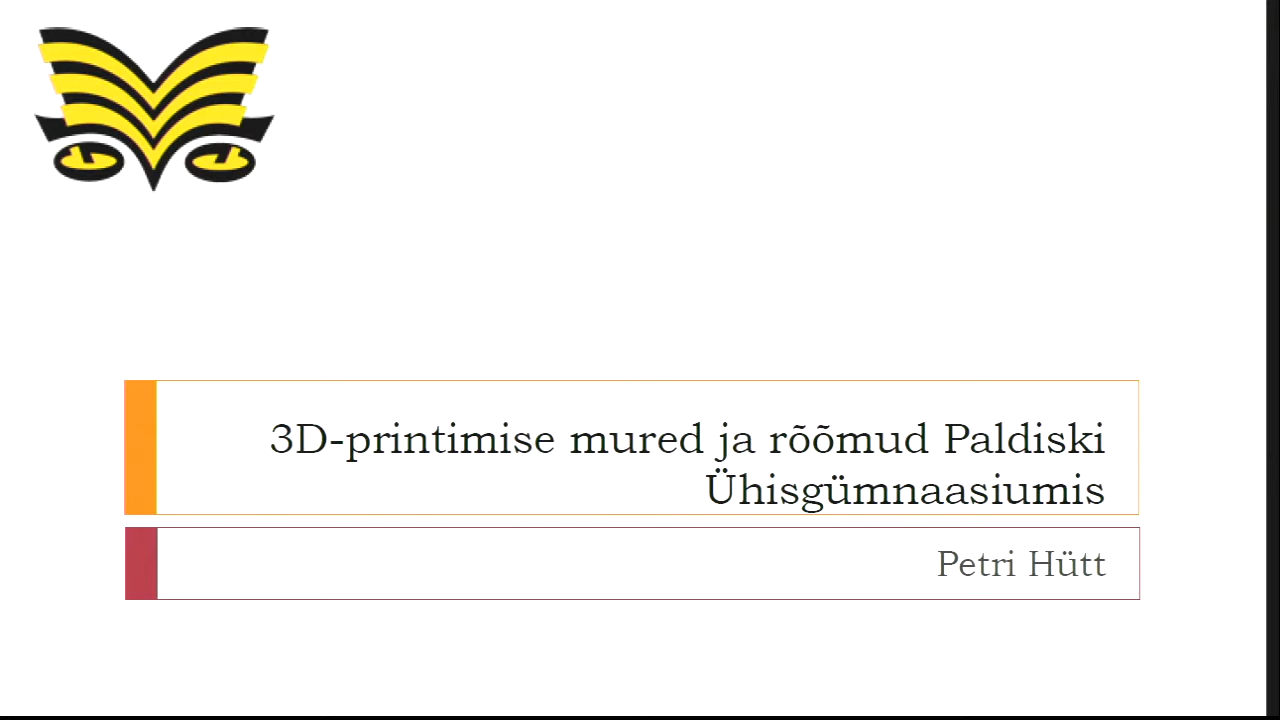 3D-printimise mured ja rõõmud Paldiski
Ühisgümnaasiumis
Petri Hütt